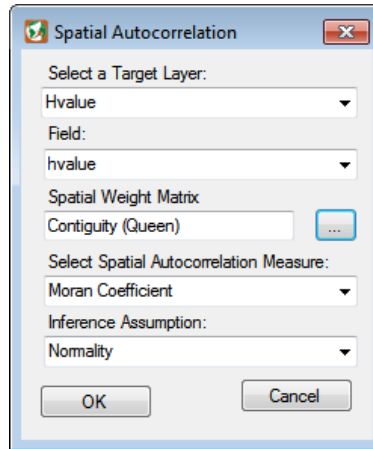 Spatial Autocorrelation
Select a Target Layer:
Hvalue
Field:
hvalue
Spatial Weight Matrix
Contiguity (Queen)
...
Select Spatial Autocorrelation Measure:
Moran Coefficient
Inference Assumption:
Normality
OK
Cancel